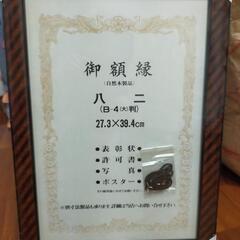 御額縁
(自然木製品)
八二
(B-4(大)判)
27.3×39.4cm
●表彰状●
●許可書●
●写真●
●ポスター●